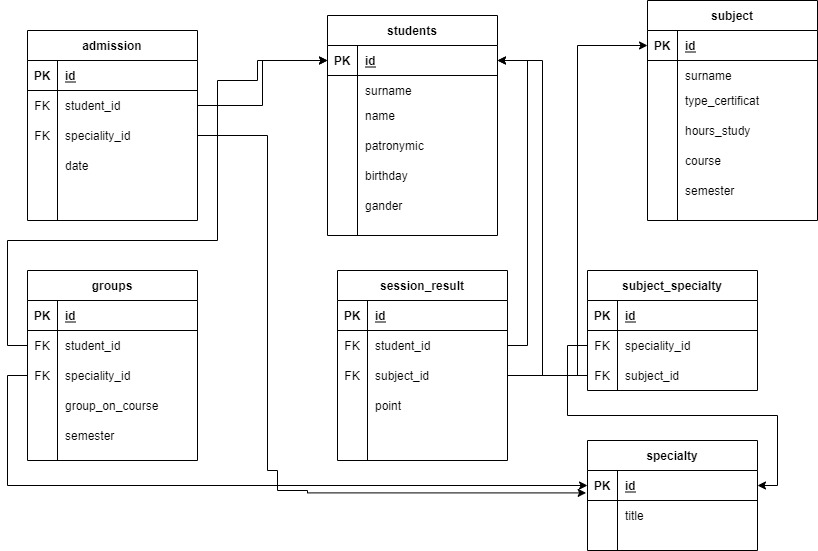 admission
PK id
FK student_id
FK speciality_id
date
students
PK id
surname
name
patronymic
birthday
gander
subject
PK id
surname
type_certificat
hours_study
course
semester
groups
PK id
FK student_id
FK speciality_id
group_on_course
semester
session_result
PK id
FK student_id
FK subject_id
point
subject_specialty
PK id
FK speciality_id
FK subject_id
specialty
PK id
title